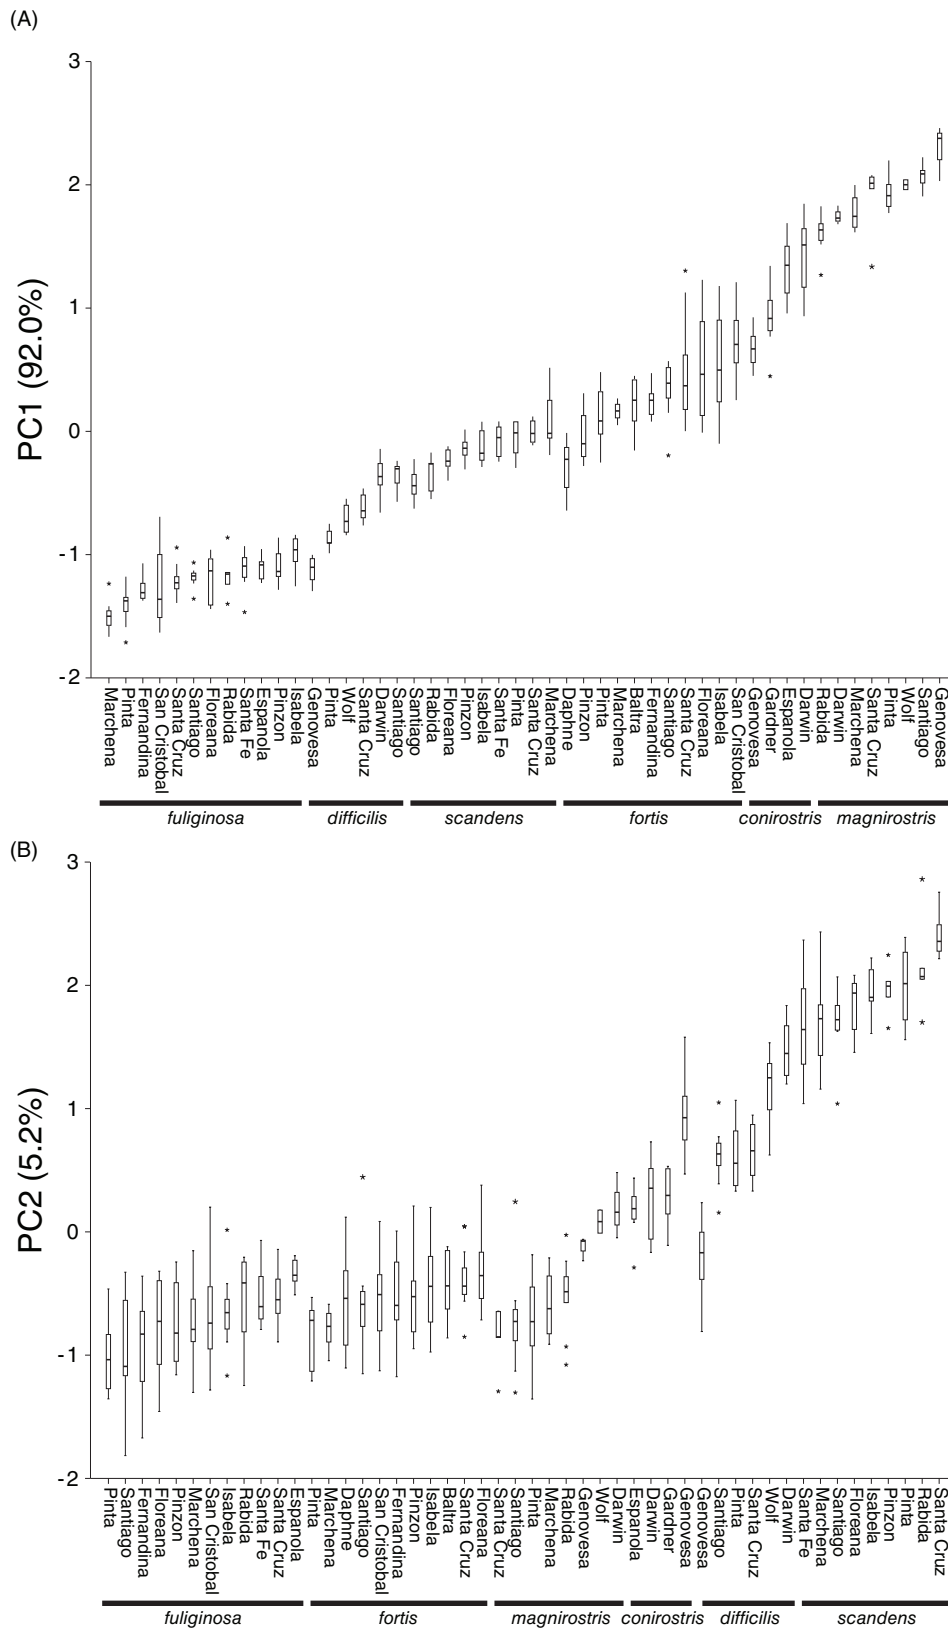 (A)
3
2
1
0
-1
-2
PC1 (92.0%)
Marchena
Pinta
Fernandina
San Cristobal
Santa Cruz
Santiago
Floreana
Rabida
Santa Fe
Espanola
Pinzon
Isabela
Genovesa
Pinta
Wolf
Santa Cruz
Darwin
Santiago
Santiago
Rabida
Floreana
Pinzon
Isabela
Santa Fe
Pinta
Santa Cruz
Marchena
Daphne
Pinzon
Pinta
Marchena
Baltra
Fernandina
Santiago
Santa Cruz
Floreana
Isabela
San Cristobal
Genovesa
Gardner
Espanola
Darwin
Rabida
Darwin
Marchena
Santa Cruz
Pinta
Wolf
Santiago
Genovesa
fuliginosa difficilis scandens fortis conirostris magnirostris
(B)
3
2
1
0
-1
-2
PC2 (5.2%)
Pinta
Santiago
Fernandina
Floreana
Pinzon
Marchena
San Cristobal
Isabela
Rabida
Santa Fe
Santa Cruz
Espanola
Pinta
Marchena
Daphne
Santiago
San Cristobal
Fernandina
Pinzon
Isabela
Baltra
Santa Cruz
Floreana
Santa Cruz
Santiago
Pinta
Marchena
Rabida
Genovesa
Wolf
Darwin
Espanola
Darwin
Gardner
Genovesa
Genovesa
Santiago
Pinta
Santa Cruz
Wolf
Darwin
Santa Fe
Marchena
Santiago
Floreana
Isabela
Pinzon
Pinta
Rabida
Santa Cruz
fuliginosa fortis magnirostris conirostris difficilis scandens